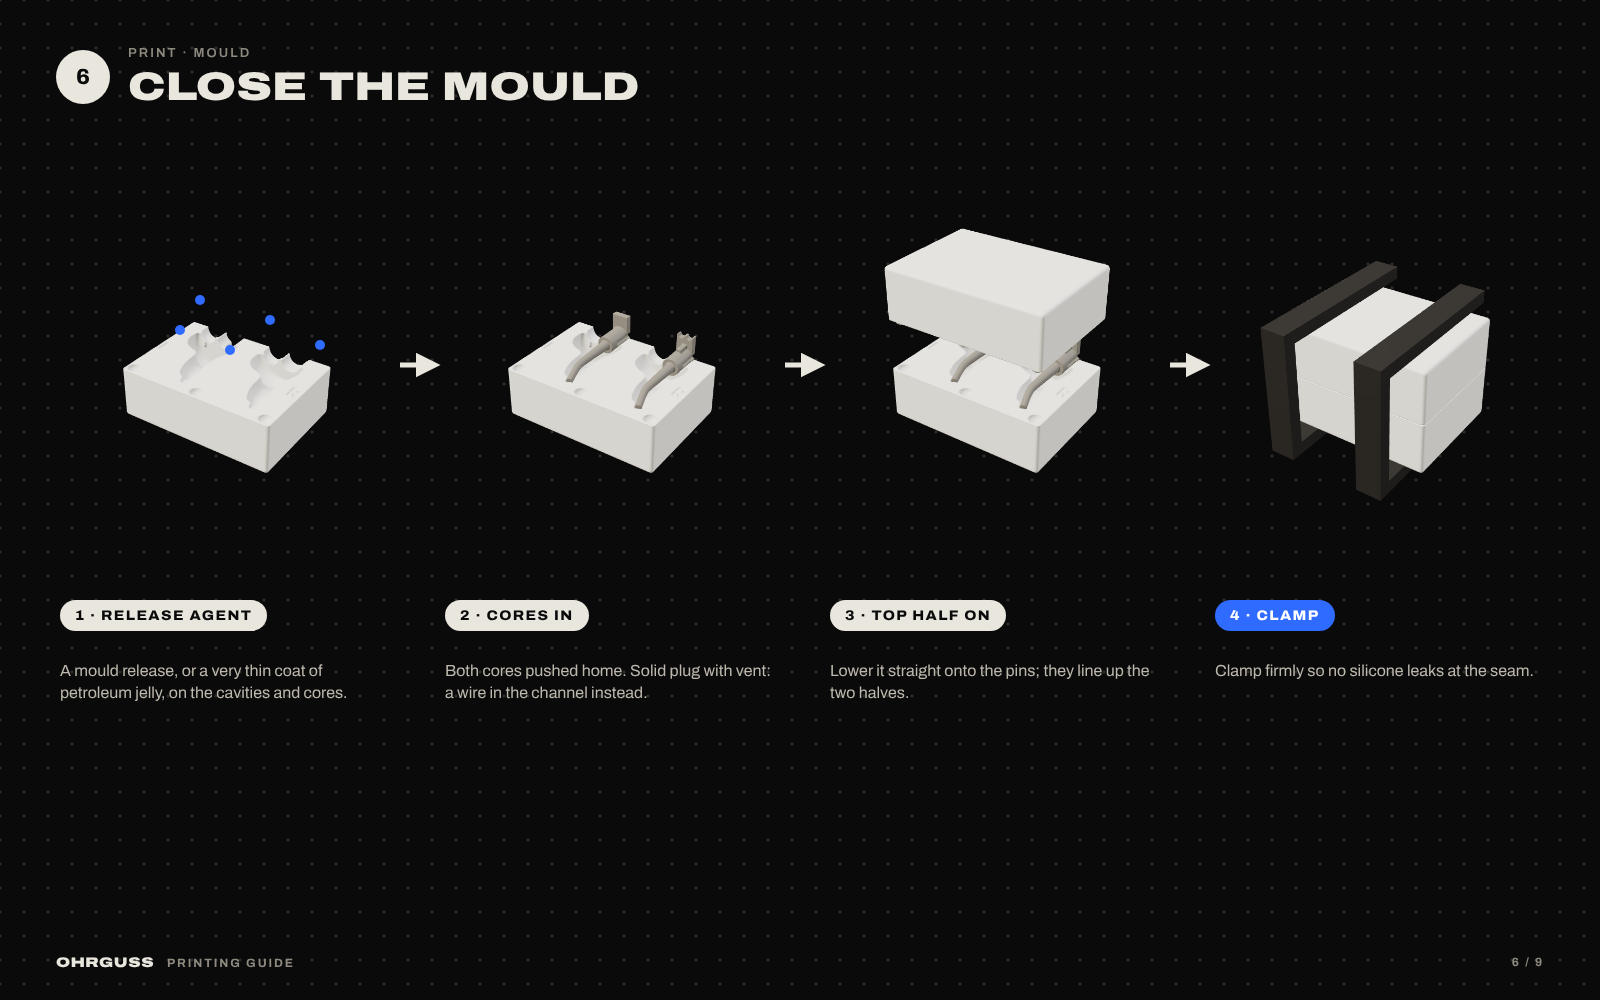 6
PRINT · MOULD
CLOSE THE MOULD
1 · RELEASE AGENT
A mould release, or a very thin coat of
petroleum jelly, on the cavities and cores.
2 · CORES IN
Both cores pushed home. Solid plug with vent:
a wire in the channel instead.
3 · TOP HALF ON
Lower it straight onto the pins; they line up the
two halves.
4 · CLAMP
Clamp firmly so no silicone leaks at the seam.
OHRGUSS PRINTING GUIDE
6 / 9